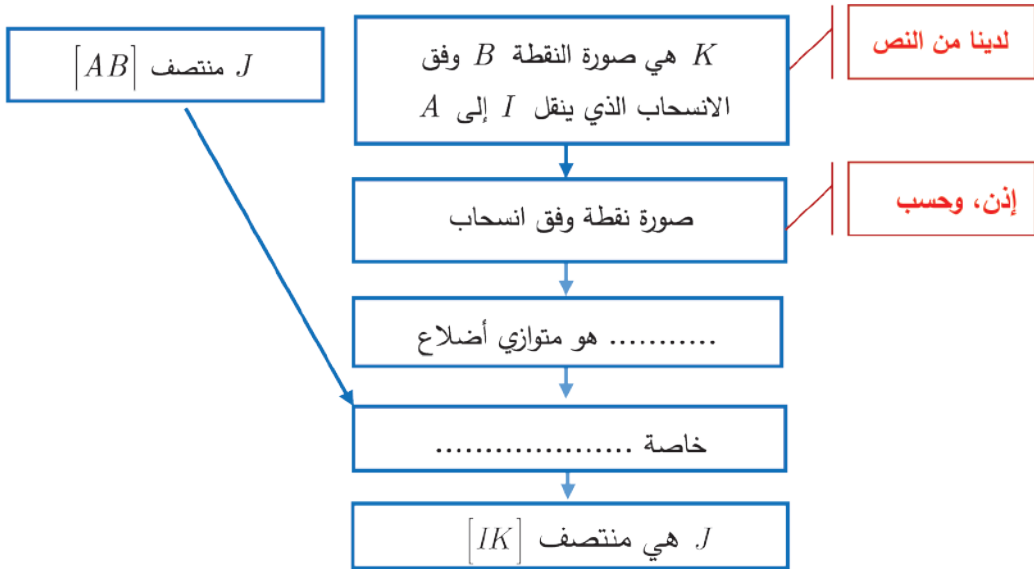 لدينا من النص
K هي صورة النقطة B وفق
الانسحاب الذي ينقل I إلى A
J منتصف [AB]
إذن، وحسب
صورة نقطة وفق انسحاب
........... هو متوازي أضلاع
خاصة ....................
J هي منتصف [IK]